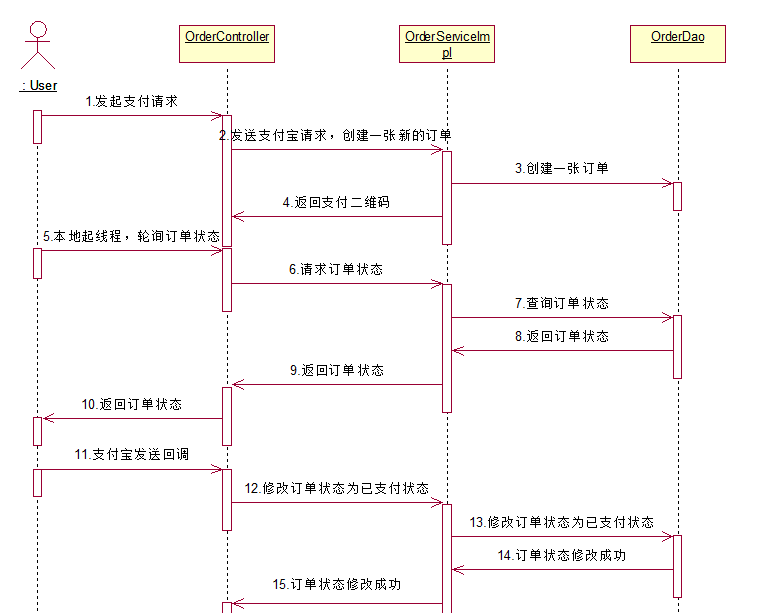 OrderController
OrderServiceIm
pl
OrderDao
: User
1.发起支付请求
2.发送支付宝请求，创建一张新的订单
3.创建一张订单
4.返回支付二维码
5.本地起线程，轮询订单状态
6.请求订单状态
7.查询订单状态
8.返回订单状态
9.返回订单状态
10.返回订单状态
11.支付宝发送回调
12.修改订单状态为已支付状态
13.修改订单状态为已支付状态
14.订单状态修改成功
15.订单状态修改成功